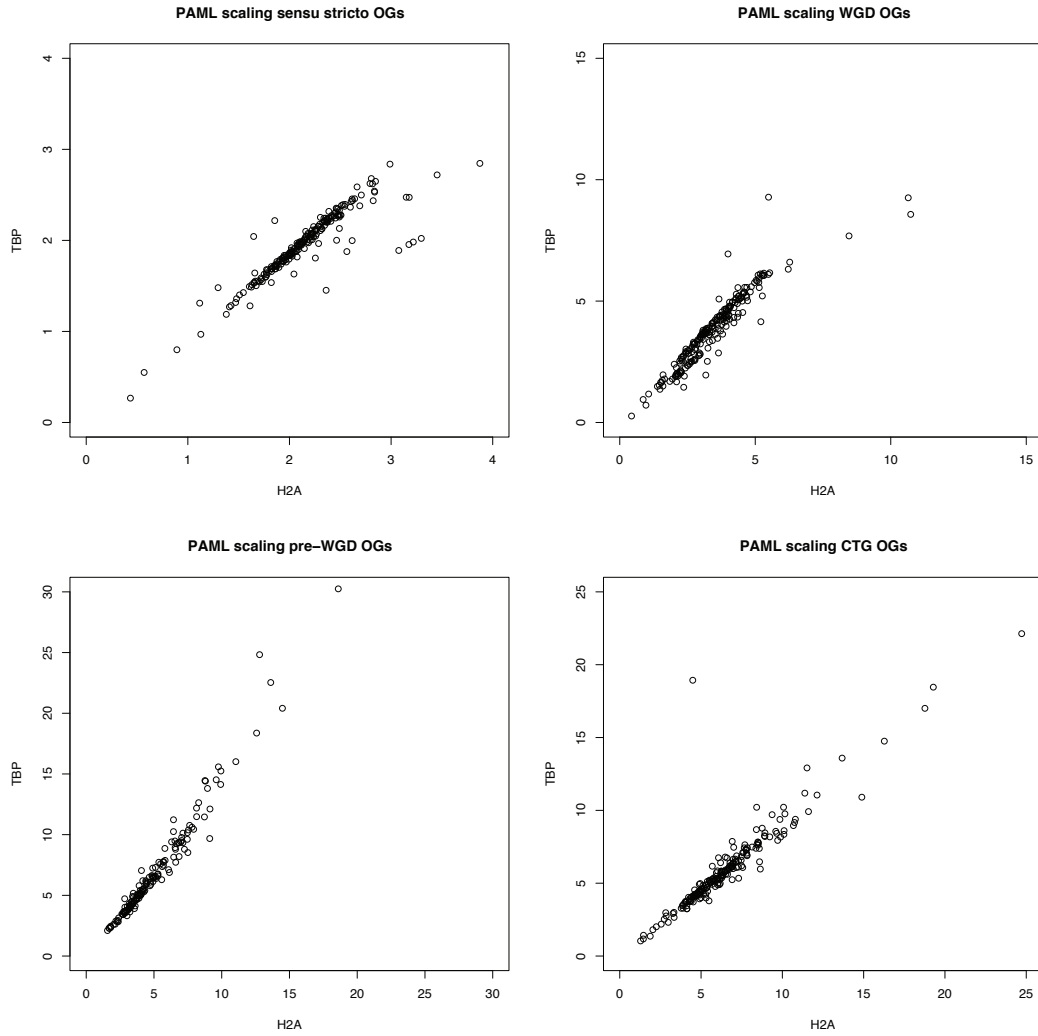 PAML scaling sensu stricto OGs
TBP
4
3
2
1
0
0 1 2 3 4
H2A
PAML scaling WGD OGs
TBP
15
10
5
0
0 5 10 15
H2A
PAML scaling pre−WGD OGs
TBP
30
25
20
15
10
5
0
0 5 10 15 20 25 30
H2A
PAML scaling CTG OGs
TBP
25
20
15
10
5
0
0 5 10 15 20 25
H2A